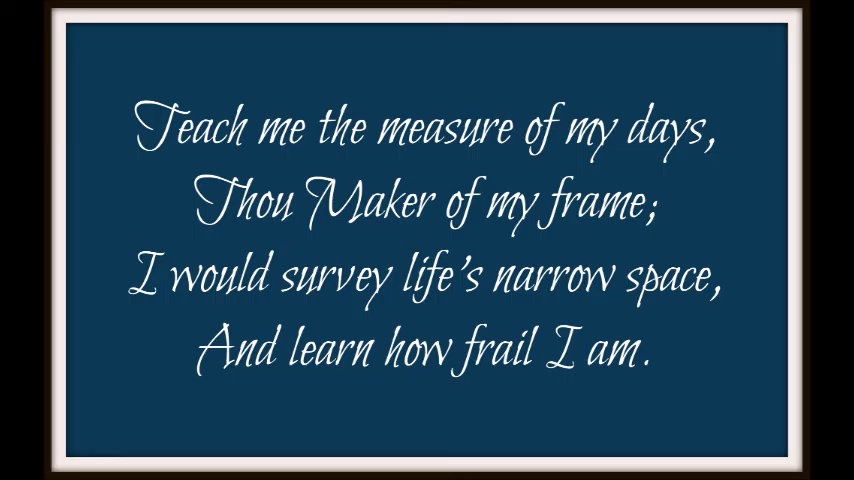 Teach me the measure of my days,
Thou Maker of my frame;
I would survey life's narrow space,
And learn how frail I am.